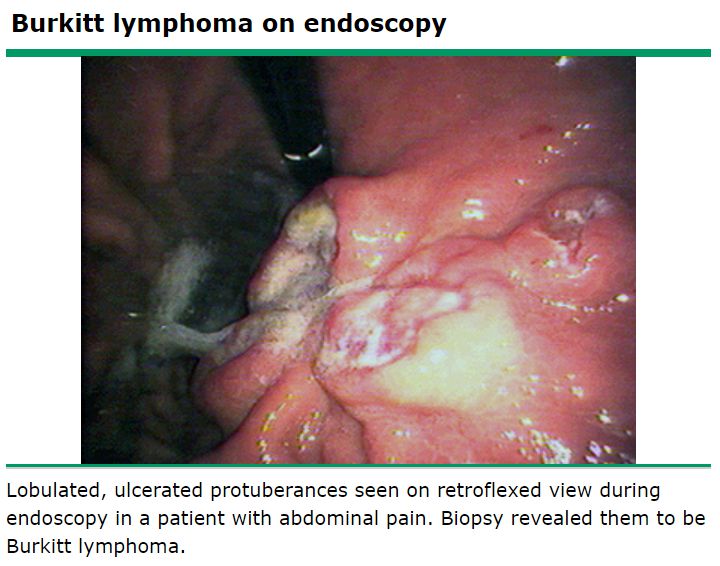 Burkitt lymphoma on endoscopy
Lobulated, ulcerated protuberances seen on retroflexed view during
endoscopy in a patient with abdominal pain. Biopsy revealed them to be
Burkitt lymphoma.